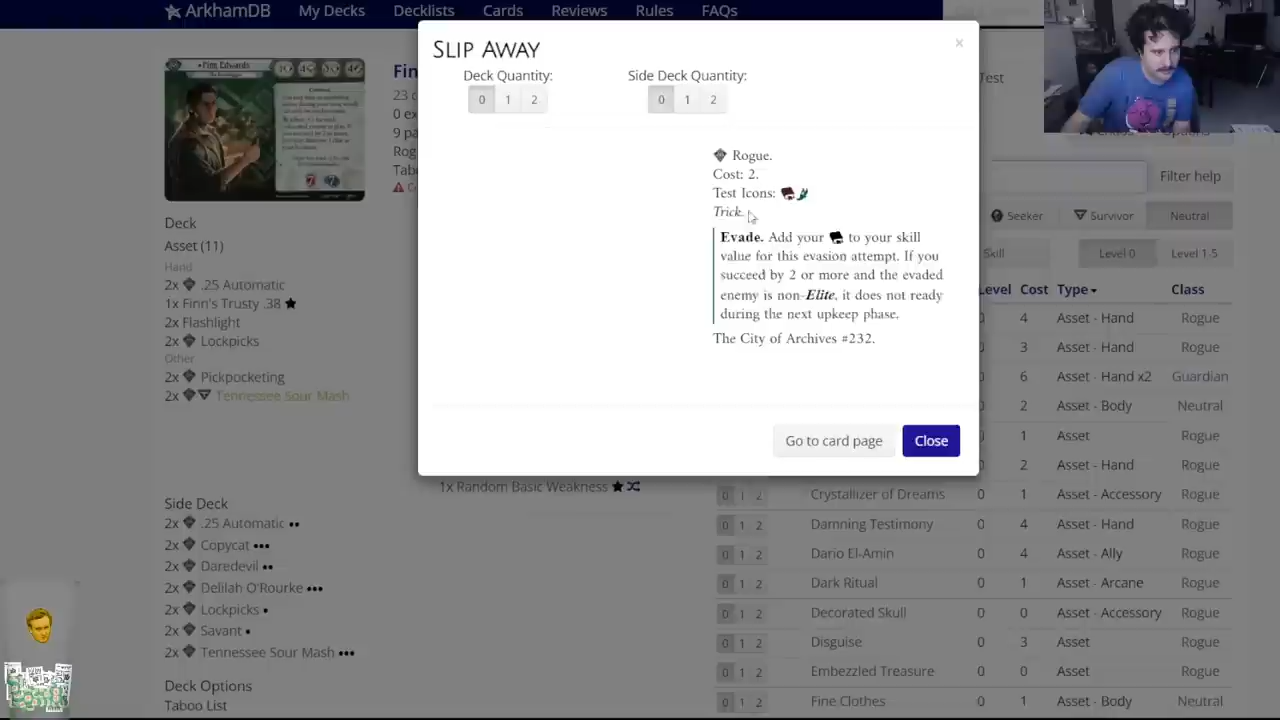 ArkhamDB My Decks Decklists Cards Reviews Rules FAQs
SLIP AWAY
×
Deck Quantity:
0 1 2
Side Deck Quantity:
0 1 2
Rogue.
Cost: 2.
Test Icons:
Trick.
Evade. Add your to your skill
value for this evasion attempt. If you
succeed by 2 or more and the evaded
enemy is non-Elite, it does not ready
during the next upkeep phase.
The City of Archives #232.
Go to card page
Close
Finn Edwards
Fin
23 c
0 ex
9 pa
Rog
Tabo
Deck
Asset (11)
Hand
2x .25 Automatic
1x Finn's Trusty .38
2x Flashlight
2x Lockpicks
Other
2x Pickpocketing
2x Tennessee Sour Mash
1x Random Basic Weakness
Side Deck
2x .25 Automatic
2x Copycat
2x Daredevil
2x Delilah O'Rourke
2x Lockpicks
2x Savant
2x Tennessee Sour Mash
Deck Options
Taboo List
Test
Options
Filter help
Seeker Survivor Neutral
Skill Level 0 Level 1-5
Level Cost Type Class
4 Asset - Hand Rogue
3 Asset - Hand Rogue
6 Asset - Hand x2 Guardian
2 Asset - Body Neutral
1 Asset Rogue
2 Asset - Hand Rogue
0 1 2 Crystallizer of Dreams 0 1 Asset - Accessory Rogue
0 1 2 Damning Testimony 0 4 Asset - Hand Rogue
0 1 2 Dario El-Amin 0 4 Asset - Ally Rogue
0 1 2 Dark Ritual 0 1 Asset - Arcane Rogue
0 1 2 Decorated Skull 0 0 Asset - Accessory Rogue
0 1 2 Disguise 0 3 Asset Rogue
0 1 2 Embezzled Treasure 0 0 Asset Rogue
0 1 2 Fine Clothes 0 1 Asset - Body Neutral